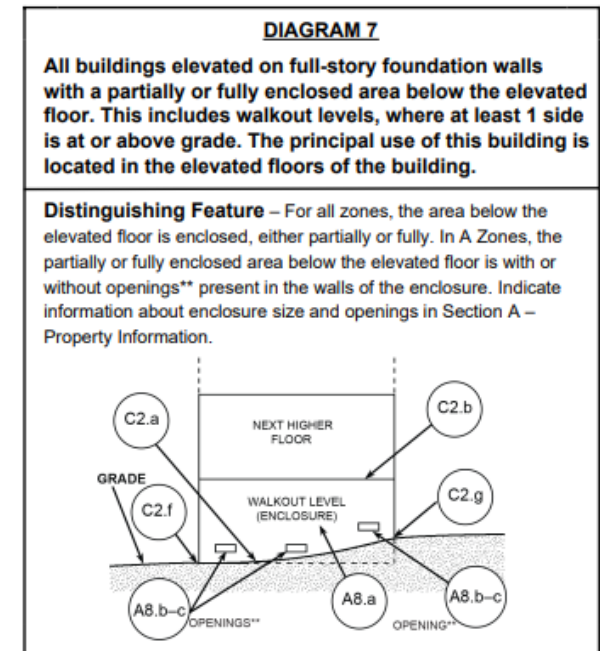 DIAGRAM 7
All buildings elevated on full-story foundation walls
with a partially or fully enclosed area below the elevated
floor. This includes walkout levels, where at least 1 side
is at or above grade. The principal use of this building is
located in the elevated floors of the building.
Distinguishing Feature – For all zones, the area below the
elevated floor is enclosed, either partially or fully. In A Zones, the
partially or fully enclosed area below the elevated floor is with or
without openings** present in the walls of the enclosure. Indicate
information about enclosure size and openings in Section A –
Property Information.
C2.a
C2.b
NEXT HIGHER
FLOOR
GRADE
C2.f
WALKOUT LEVEL
(ENCLOSURE)
C2.g
A8.b–c
OPENINGS**
A8.a
A8.b–c
OPENING**